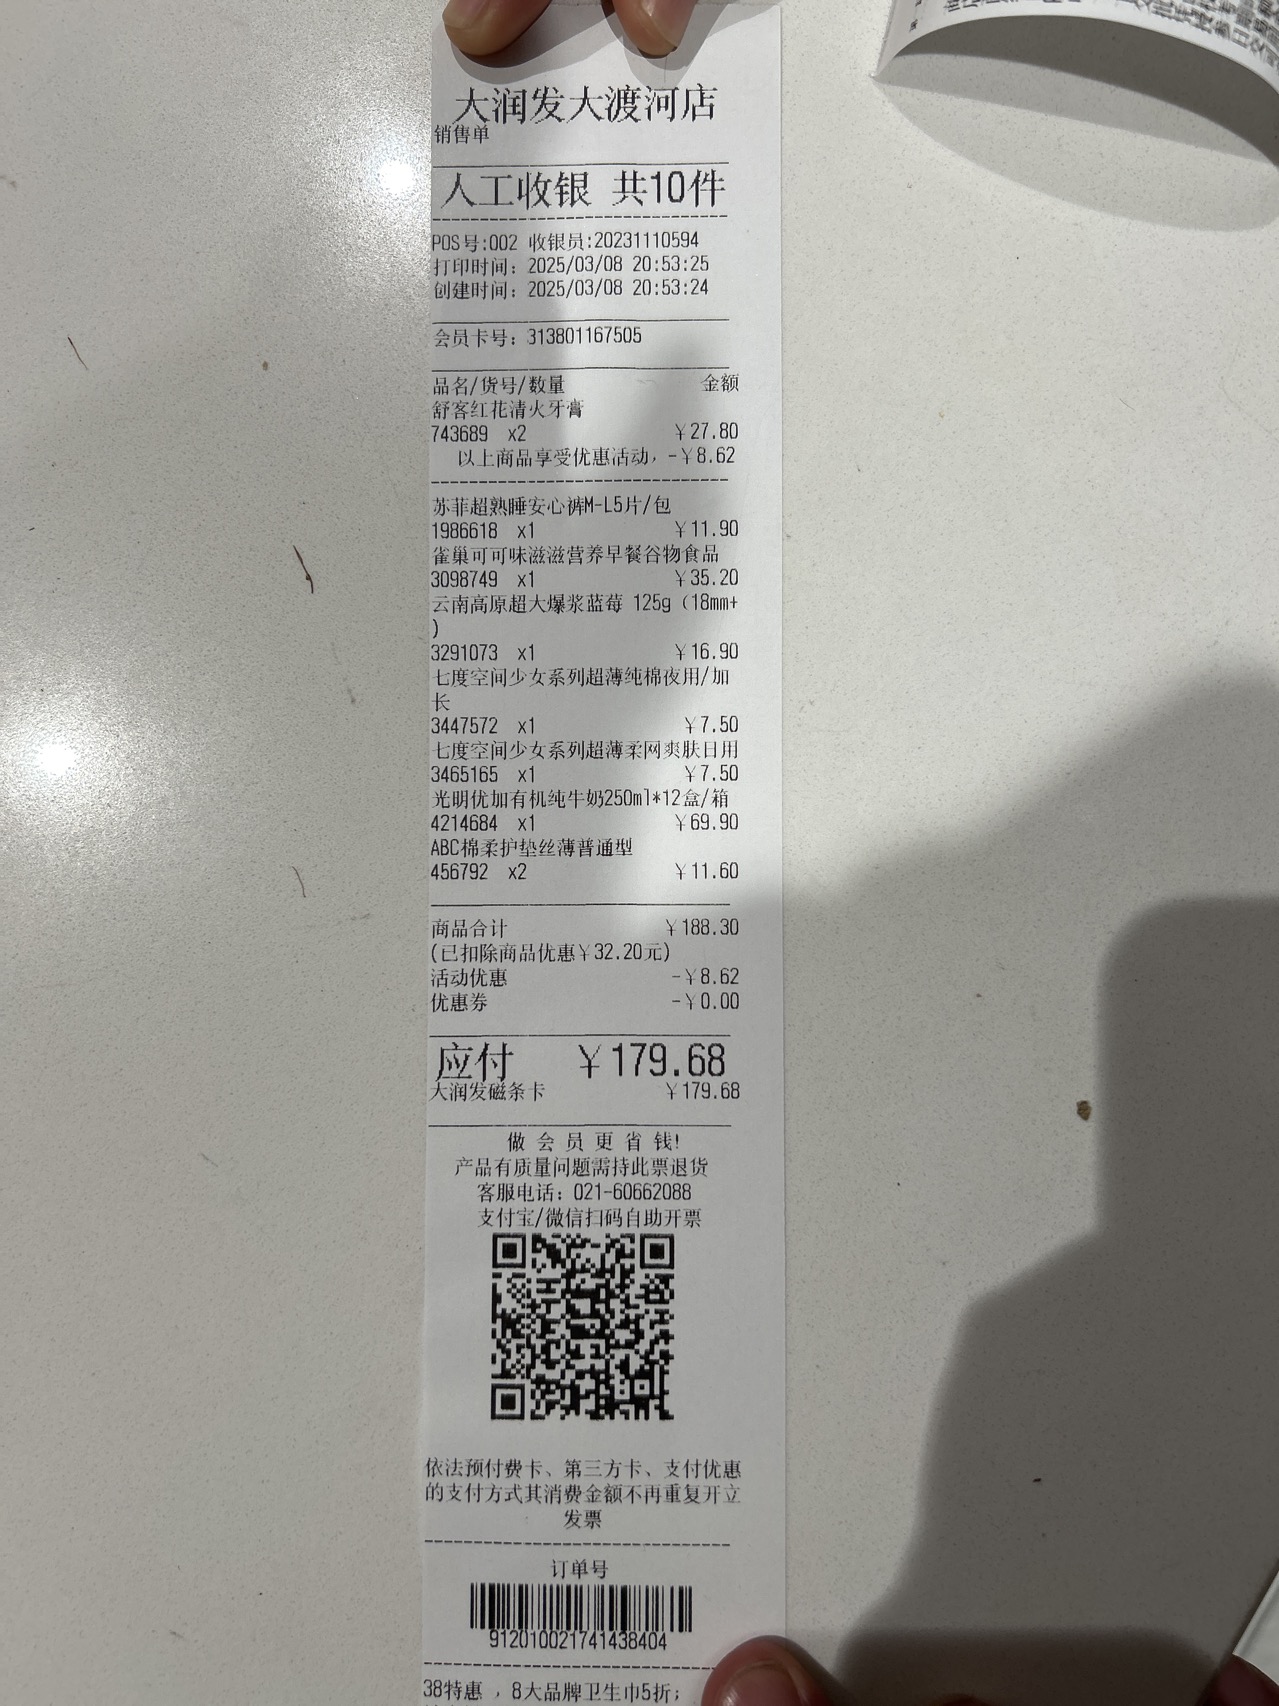 大润发大渡河店
销售单
人工收银 共10件
POS号:002 收银员:20231110594
打印时间: 2025/03/08 20:53:25
创建时间: 2025/03/08 20:53:24
会员卡号: 313801167505
品名/货号/数量 金额
舒客红花清火牙膏
743689 x2 ￥27.80
以上商品享受优惠活动, -￥8.62
苏菲超熟睡安心裤M-L5片/包
1986618 x1 ￥11.90
雀巢可可味滋滋营养早餐谷物食品
3098749 x1 ￥35.20
云南高原超大爆浆蓝莓 125g（18mm+
)
3291073 x1 ￥16.90
七度空间少女系列超薄纯棉夜用/加
长
3447572 x1 ￥7.50
七度空间少女系列超薄柔网爽肤日用
3465165 x1 ￥7.50
光明优加有机纯牛奶250ml*12盒/箱
4214684 x1 ￥69.90
ABC棉柔护垫丝薄普通型
456792 x2 ￥11.60
商品合计 ￥188.30
(已扣除商品优惠￥32.20元)
活动优惠 -￥8.62
优惠券 -￥0.00
应付 ￥179.68
大润发磁条卡 ￥179.68
做 会 员 更 省 钱!
产品有质量问题需持此票退货
客服电话: 021-60662088
支付宝/微信扫码自助开票
依法预付费卡、第三方卡、支付优惠
的支付方式其消费金额不再重复开立
发票
订单号
912010021741438404
38特惠 ，8大品牌卫生巾5折;